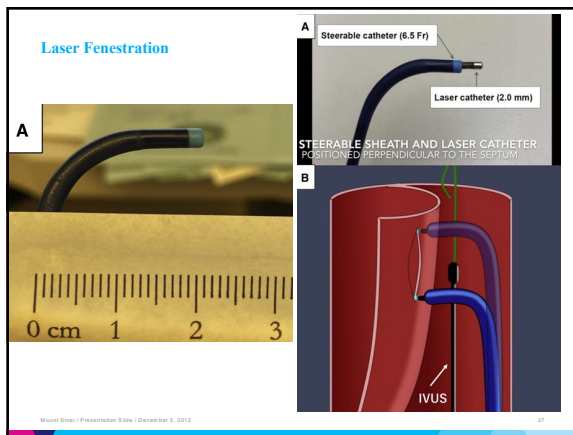 Laser Fenestration
A
0 cm 1 2 3
A
Steerable catheter (6.5 Fr)
Laser catheter (2.0 mm)
STEERABLE SHEATH AND LASER CATHETER
POSITIONED PERPENDICULAR TO THE SEPTUM
B
IVUS
Mount Sinai / Presentation Slide / December 5, 2012
27